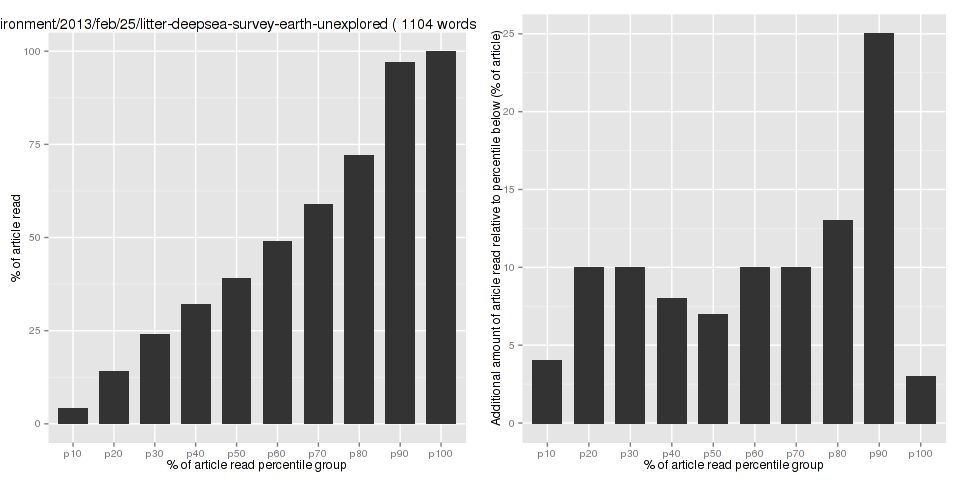 ironment/2013/feb/25/litter-deepsea-survey-earth-unexplored ( 1104 words
% of article read
100
75
50
25
0
p10 p20 p30 p40 p50 p60 p70 p80 p90 p100
% of article read percentile group
Additional amount of article read relative to percentile below (% of article)
25
20
15
10
5
0
p10 p20 p30 p40 p50 p60 p70 p80 p90 p100
% of article read percentile group